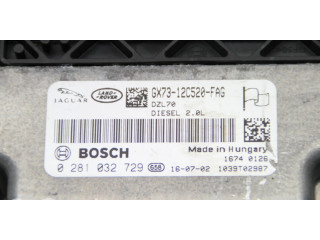 JAGUAR LAND-ROVER GX73-12C520-FAG
DZL70
DIESEL 2.0L
BOSCH Made in Hungary
1674 0126
0 281 032 729 658 16-07-02 1039T02987